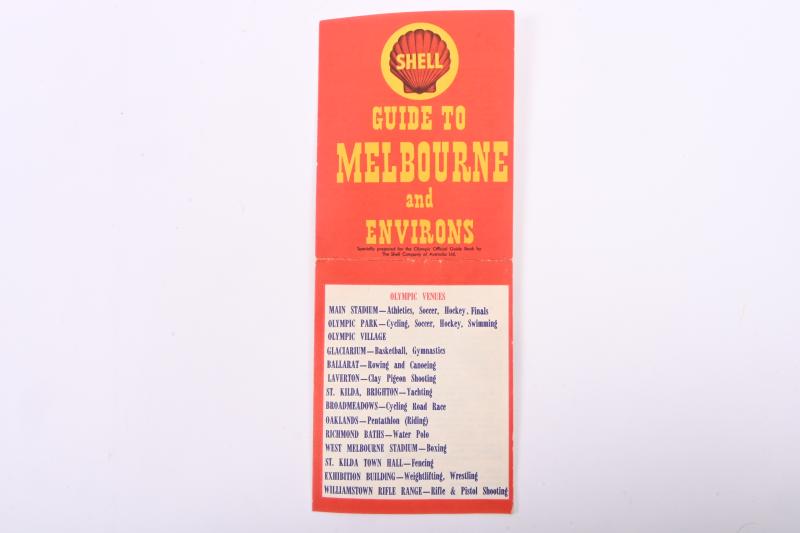 SHELL
GUIDE TO
MELBOURNE
and
ENVIRONS
Specially prepared for the Olympic Official Guide Book by
The Shell Company of Australia Ltd.
OLYMPIC VENUES
MAIN STADIUM—Athletics, Soccer, Hockey. Finals
OLYMPIC PARK—Cycling, Soccer, Hockey, Swimming
OLYMPIC VILLAGE
GLACIARIUM—Basketball, Gymnastics
BALLARAT—Rowing and Canoeing
LAVERTON—Clay Pigeon Shooting
ST. KILDA, BRIGHTON—Yachting
BROADMEADOWS—Cycling Road Race
OAKLANDS—Pentathlon (Riding)
RICHMOND BATHS—Water Polo
WEST MELBOURNE STADIUM—Boxing
ST. KILDA TOWN HALL—Fencing
EXHIBITION BUILDING—Weightlifting, Wrestling
WILLIAMSTOWN RIFLE RANGE—Rifle & Pistol Shooting